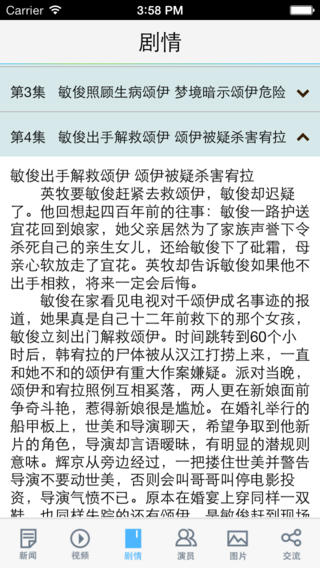 Carrier 3:58 PM
剧情
第3集 敏俊照顾生病颂伊 梦境暗示颂伊危险
第4集 敏俊出手解救颂伊 颂伊被疑杀害宥拉
敏俊出手解救颂伊 颂伊被疑杀害宥拉
英牧要敏俊赶紧去救颂伊，敏俊却迟疑
了。他回想起四百年前的往事：敏俊一路护送
宜花回到娘家，她父亲居然为了家族声誉下令
杀死自己的亲生女儿，还给敏俊下了砒霜，母
亲心软放走了宜花。英牧却告诉敏俊如果他不
出手相救，将来一定会后悔。
敏俊在家看见电视对千颂伊成名事迹的报
道，她果真是自己十二年前救下的那个女孩，
敏俊立刻出门解救颂伊。时间跳转到60个小
时后，韩宥拉的尸体被从汉江打捞上来，一直
和她不和的颂伊有重大作案嫌疑。派对当晚，
颂伊和宥拉照例互相奚落，两人更在新娘面前
争奇斗艳，惹得新娘很是尴尬。在婚礼举行的
船甲板上，世美和导演聊天，希望争取到他新
片的角色，导演却言语暧昧，有明显的潜规则
意味。辉京从旁边经过，一把搂住世美并警告
导演不要动世美，否则会叫哥哥叫停电影投
资，导演气愤不已。原本在婚宴上穿同样一双
鞋，也同样失踪的还有颂伊，是敏俊赶到现场
新闻 视频 剧情 演员 图片 交流